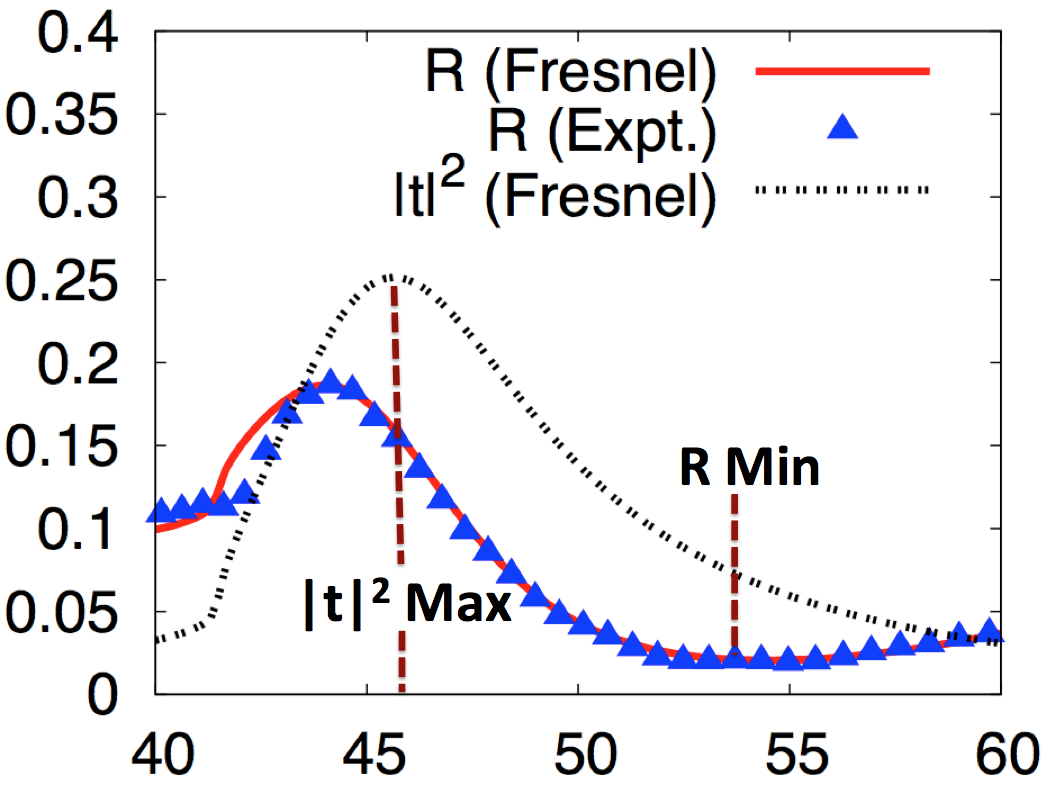 0.4
0.35
0.3
0.25
0.2
0.15
0.1
0.05
0
R (Fresnel)
R (Expt.)
|t|² (Fresnel)
R Min
|t|² Max
40 45 50 55 60